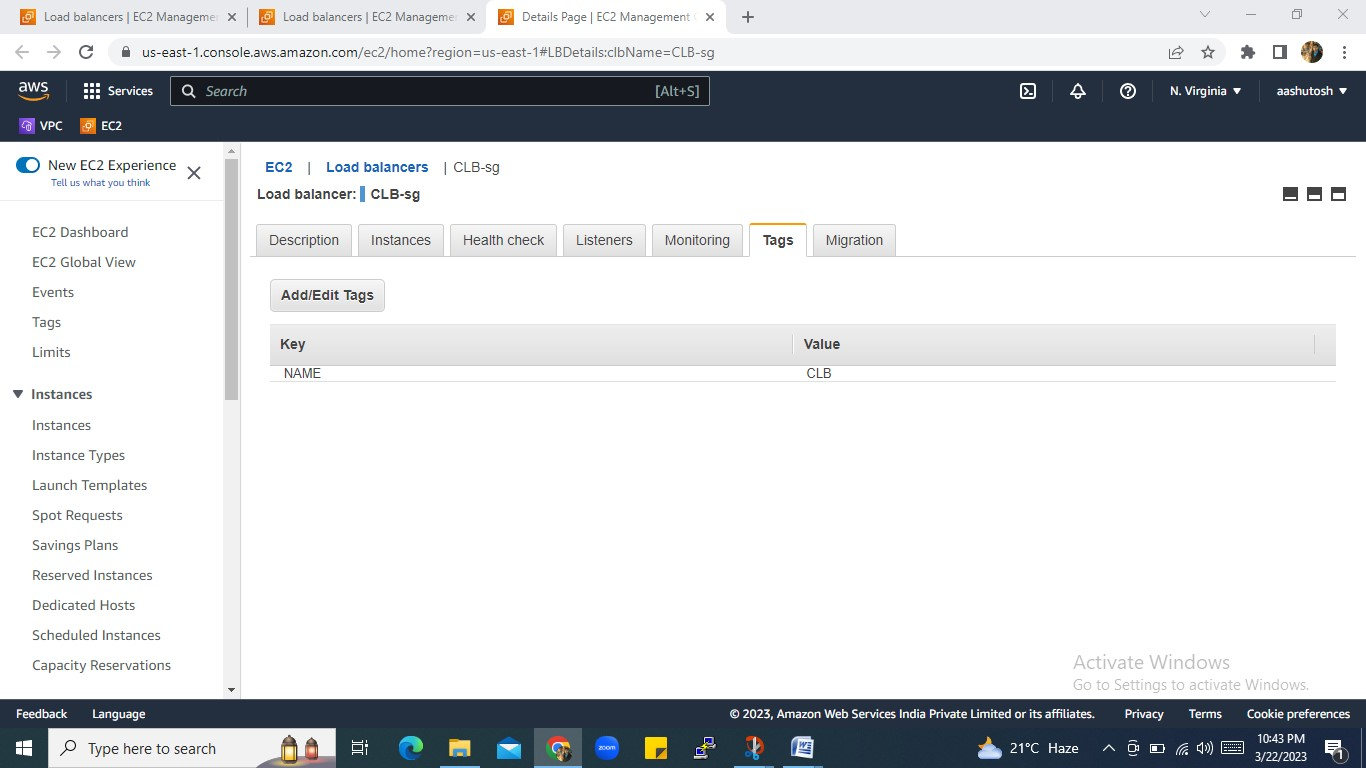 Load balancers | EC2 Manageme
Load balancers | EC2 Manageme
Details Page | EC2 Management
us-east-1.console.aws.amazon.com/ec2/home?region=us-east-1#LBDetails:clbName=CLB-sg
aws
Services
Search
[Alt+S]
N. Virginia
aashutosh
VPC
EC2
New EC2 Experience
Tell us what you think
EC2 Dashboard
EC2 Global View
Events
Tags
Limits
Instances
Instances
Instance Types
Launch Templates
Spot Requests
Savings Plans
Reserved Instances
Dedicated Hosts
Scheduled Instances
Capacity Reservations
EC2 | Load balancers | CLB-sg
Load balancer: CLB-sg
Description Instances Health check Listeners Monitoring Tags Migration
Add/Edit Tags
Key Value
NAME CLB
Activate Windows
Go to Settings to activate Windows.
Feedback Language © 2023, Amazon Web Services India Private Limited or its affiliates. Privacy Terms Cookie preferences
Type here to search
zoom
21°C Haze
10:43 PM
3/22/2023
1